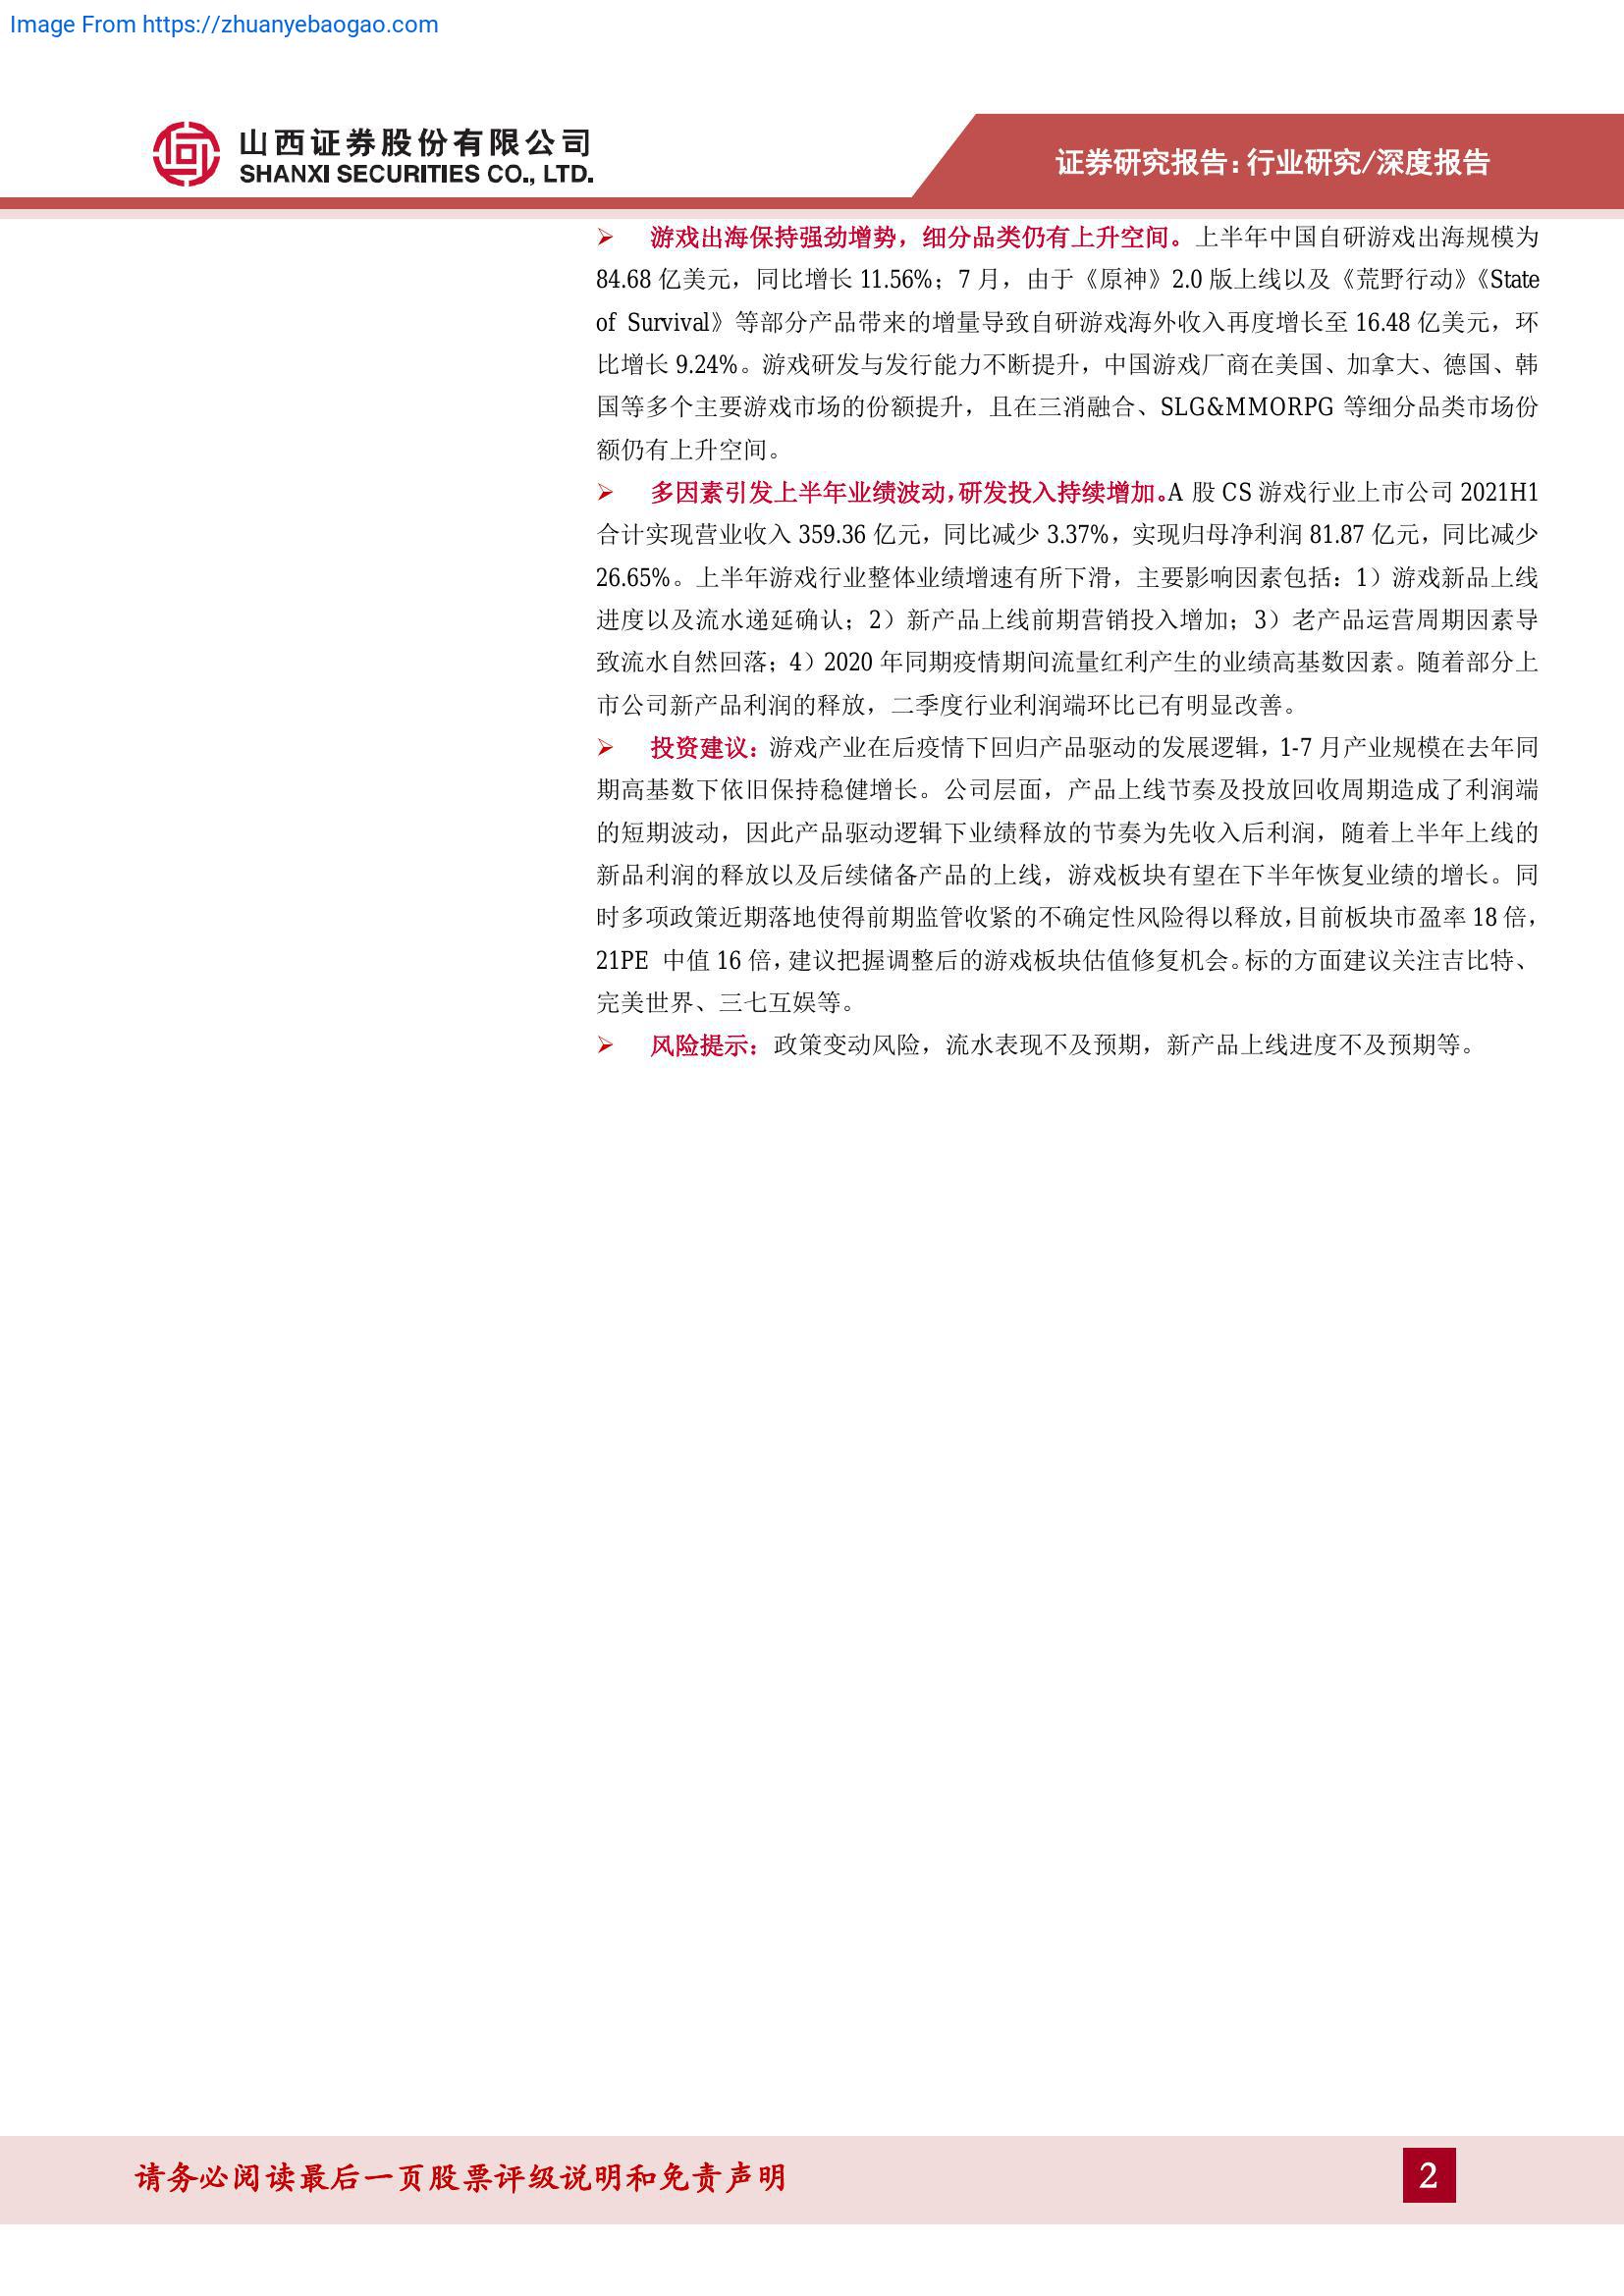 Image From https://zhuanyebaogao.com
山西证券股份有限公司
SHANXI SECURITIES CO., LTD.
证券研究报告:行业研究/深度报告
➢ 游戏出海保持强劲增势，细分品类仍有上升空间。上半年中国自研游戏出海规模为
84.68 亿美元，同比增长 11.56%；7 月，由于《原神》2.0 版上线以及《荒野行动》《State
of Survival》等部分产品带来的增量导致自研游戏海外收入再度增长至 16.48 亿美元，环
比增长 9.24%。游戏研发与发行能力不断提升，中国游戏厂商在美国、加拿大、德国、韩
国等多个主要游戏市场的份额提升，且在三消融合、SLG&MMORPG 等细分品类市场份
额仍有上升空间。
➢ 多因素引发上半年业绩波动，研发投入持续增加。A 股 CS 游戏行业上市公司 2021H1
合计实现营业收入 359.36 亿元，同比减少 3.37%，实现归母净利润 81.87 亿元，同比减少
26.65%。上半年游戏行业整体业绩增速有所下滑，主要影响因素包括：1）游戏新品上线
进度以及流水递延确认；2）新产品上线前期营销投入增加；3）老产品运营周期因素导
致流水自然回落；4）2020 年同期疫情期间流量红利产生的业绩高基数因素。随着部分上
市公司新产品利润的释放，二季度行业利润端环比已有明显改善。
➢ 投资建议：游戏产业在后疫情下回归产品驱动的发展逻辑，1-7 月产业规模在去年同
期高基数下依旧保持稳健增长。公司层面，产品上线节奏及投放回收周期造成了利润端
的短期波动，因此产品驱动逻辑下业绩释放的节奏为先收入后利润，随着上半年上线的
新品利润的释放以及后续储备产品的上线，游戏板块有望在下半年恢复业绩的增长。同
时多项政策近期落地使得前期监管收紧的不确定性风险得以释放，目前板块市盈率 18 倍，
21PE 中值 16 倍，建议把握调整后的游戏板块估值修复机会。标的方面建议关注吉比特、
完美世界、三七互娱等。
➢ 风险提示：政策变动风险，流水表现不及预期，新产品上线进度不及预期等。
请务必阅读最后一页股票评级说明和免责声明
2